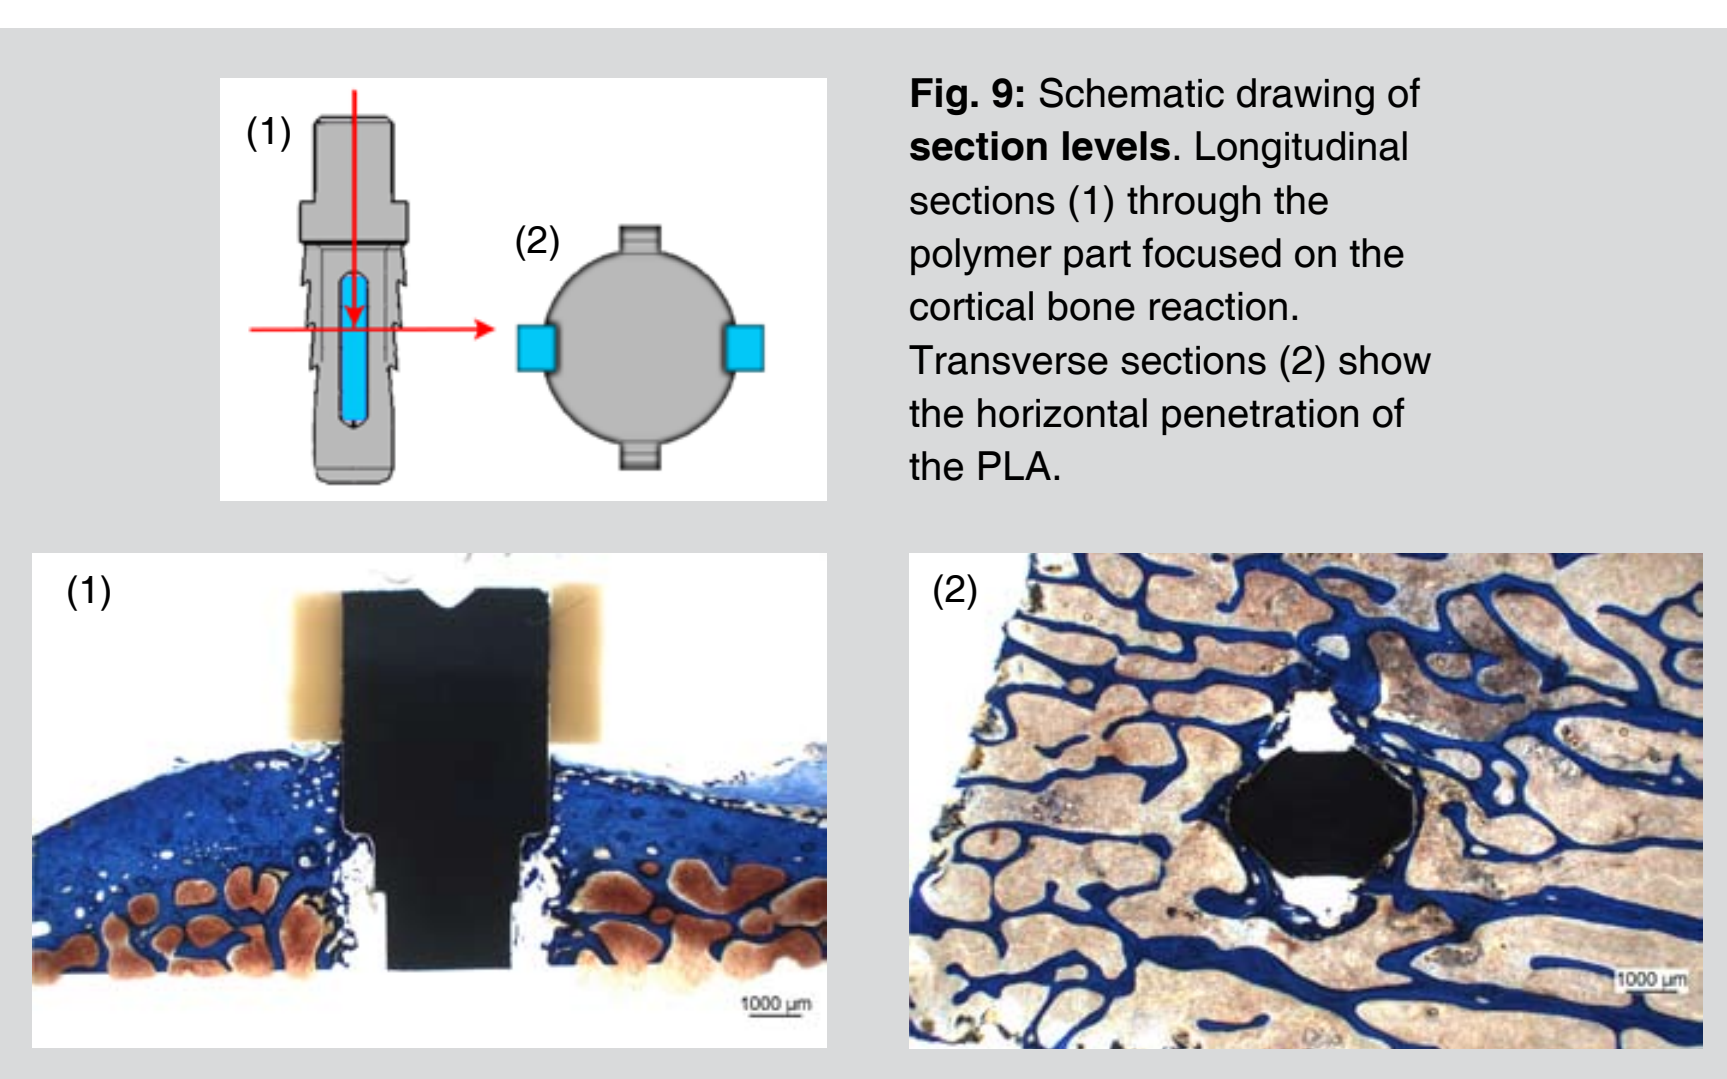 (1)
(2)
Fig. 9: Schematic drawing of
section levels. Longitudinal
sections (1) through the
polymer part focused on the
cortical bone reaction.
Transverse sections (2) show
the horizontal penetration of
the PLA.
(1)
1000 µm
(2)
1000 µm